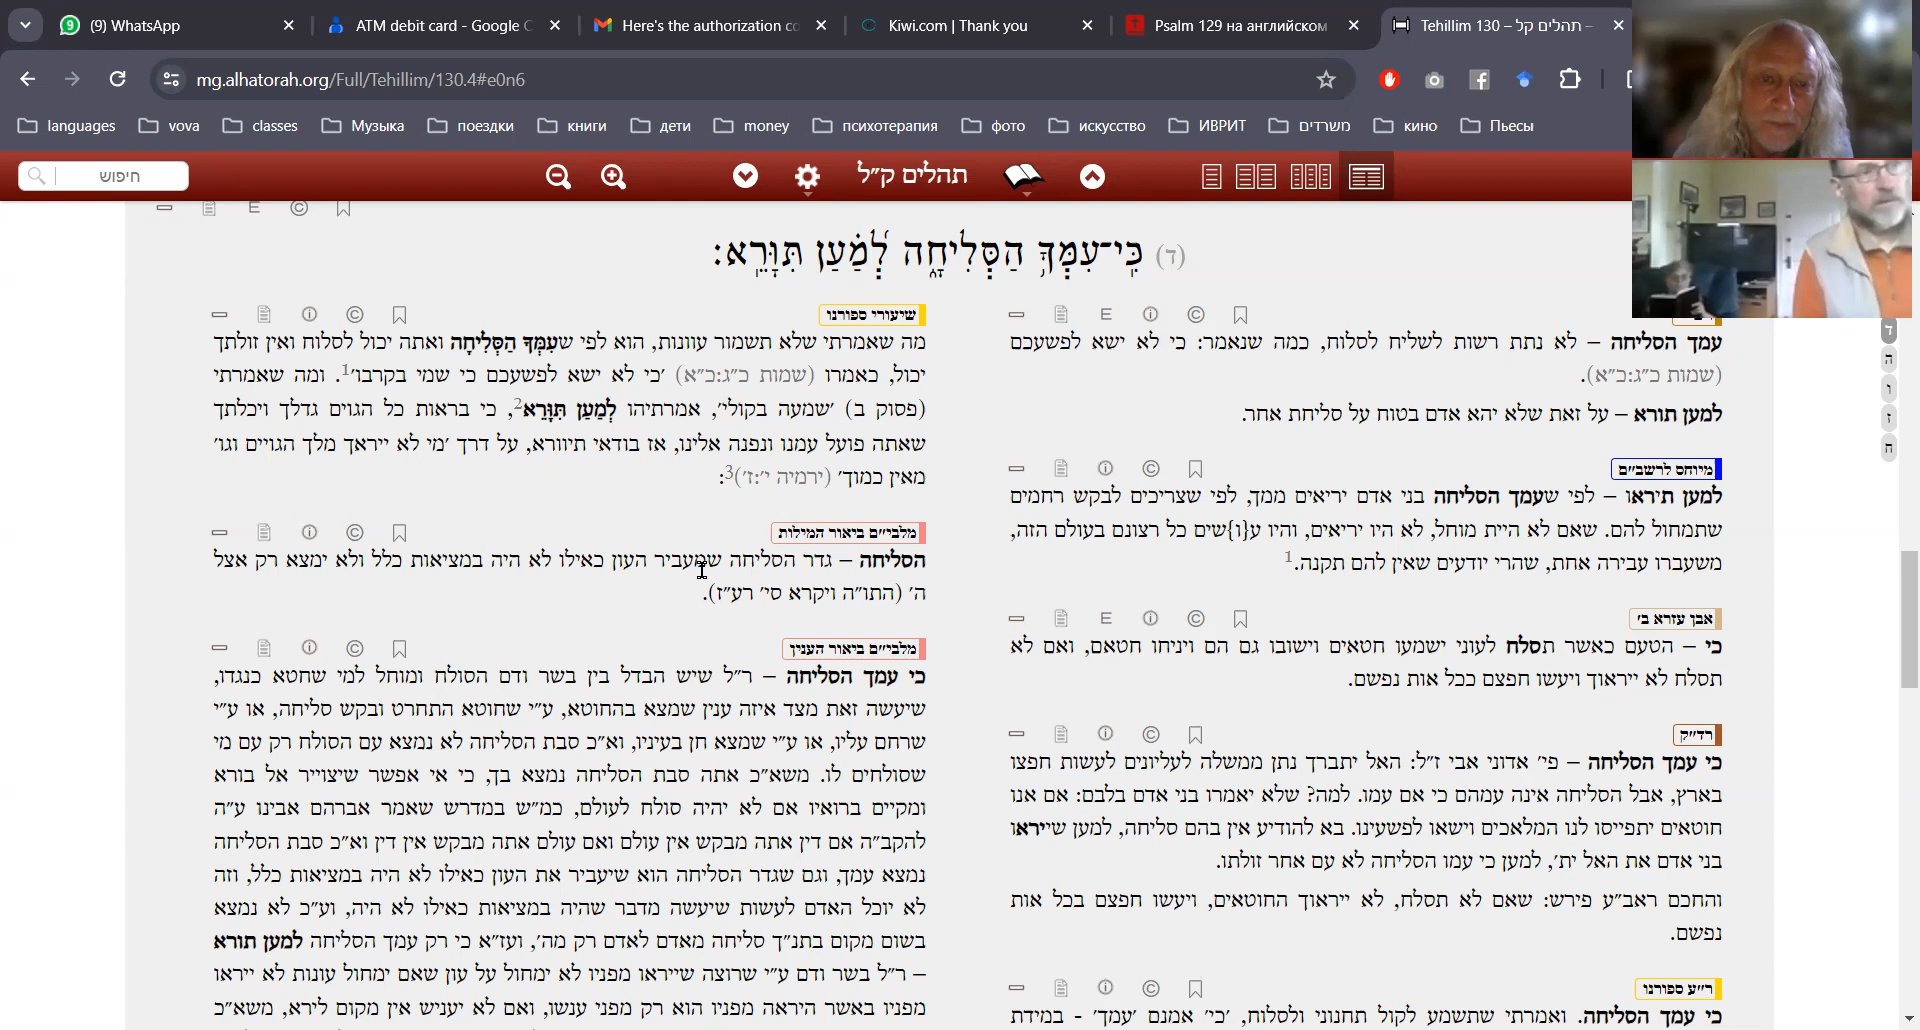 (9) WhatsApp
ATM debit card - Google C
Here's the authorization co
Kiwi.com | Thank you
Psalm 129 на английском
Tehillim 130 – תהלים קל –
mg.alhatorah.org/Full/Tehillim/130.4#e0n6
languages
vova
classes
Музыка
поездки
книги
дети
money
психотерапия
фото
искусство
ИВРИТ
משרדים
кино
Пьесы
חיפוש
תהלים ק״ל
(ד) כִּי־עִמְּךָ הַסְּלִיחָה לְמַעַן תִּוָּרֵא׃
עמך הסליחה – לא נתת רשות לשליח לסלוח, כמה שנאמר: כי לא ישא לפשעכם
(שמות כ״ג:כ״א).
למען תורא – על זאת שלא יהא אדם בטוח על סליחת אחר.
מיוחס לרשב״ם
למען תיראו – לפי שעמך הסליחה בני אדם יריאים ממך, לפי שצריכים לבקש רחמים
שתמחול להם. שאם לא היית מוחל, לא היו יריאים, והיו ע{ו}שים כל רצונם בעולם הזה,
משעברו עבירה אחת, שהרי יודעים שאין להם תקנה.1
אבן עזרא ב׳
כי – הטעם כאשר תסלח לעוני ישמעו חטאים וישובו גם הם ויניחו חטאם, ואם לא
תסלח לא ייראוך ויעשו חפצם ככל אות נפשם.
רד״ק
כי עמך הסליחה – פי׳ אדוני אבי ז״ל: האל יתברך נתן ממשלה לעליונים לעשות חפצו
בארץ, אבל הסליחה אינה עמהם כי אם עמו. למה? שלא יאמרו בני אדם בלבם: אם אנו
חוטאים יתפייסו לנו המלאכים וישאו לפשעינו. בא להודיע אין בהם סליחה, למען שייראו
בני אדם את האל ית׳, למען כי עמו הסליחה לא עם אחר זולתו.
והחכם ראב״ע פירש: שאם לא תסלח, לא ייראוך החוטאים, ויעשו חפצם בכל אות
נפשם.
ר״ע ספורנו
כי עמך הסליחה. ואמרתי שתשמע לקול תחנוני ולסלוח, ׳כי׳ אמנם ׳עמך׳ - במידת
שיעורי ספורנו
מה שאמרתי שלא תשמור עוונות, הוא לפי שעִמְּךָ הַסְּלִיחָה ואתה יכול לסלוח ואין זולתך
יכול, כאמרו (שמות כ״ג:כ״א) ׳כי לא ישא לפשעכם כי שמי בקרבו׳1. ומה שאמרתי
(פסוק ב) ׳שמעה בקולי׳, אמרתיהו לְמַעַן תִּוָּרֵא2, כי בראות כל הגוים גדלך ויכלתך
שאתה פועל עמנו ונפנה אלינו, אז בודאי תיוורא, על דרך ׳מי לא ייראך מלך הגויים וגו׳
מאין כמוך׳ (ירמיה י׳:ז׳)3:
מלבי״ם ביאור המילות
הסליחה – גדר הסליחה שמעביר העון כאילו לא היה במציאות כלל ולא ימצא רק אצל
ה׳ (התו״ה ויקרא סי׳ רע״ז).
מלבי״ם ביאור הענין
כי עמך הסליחה – ר״ל שיש הבדל בין בשר ודם הסולח ומוחל למי שחטא כנגדו,
שיעשה זאת מצד איזה ענין שמצא בהחוטא, ע״י שחוטא התחרט ובקש סליחה, או ע״י
שרחם עליו, או ע״י שמצא חן בעיניו, וא״כ סבת הסליחה לא נמצא עם הסולח רק עם מי
שסולחים לו. משא״כ אתה סבת הסליחה נמצא בך, כי אי אפשר שיצוייר אל בורא
ומקיים ברואיו אם לא יהיה סולח לעולם, כמ״ש במדרש שאמר אברהם אבינו ע״ה
להקב״ה אם דין אתה מבקש אין עולם ואם עולם אתה מבקש אין דין וא״כ סבת הסליחה
נמצא עמך, וגם שגדר הסליחה הוא שיעביר את העון כאילו לא היה במציאות כלל, וזה
לא יוכל האדם לעשות שיעשה מדבר שהיה במציאות כאילו לא היה, וע״כ לא נמצא
בשום מקום בתנ״ך סליחה מאדם לאדם רק מה׳, ועז״א כי רק עמך הסליחה למען תורא
– ר״ל בשר ודם ע״י שרוצה שייראו מפניו לא ימחול על עון שאם ימחול עונות לא ייראו
מפניו באשר היראה מפניו הוא רק מפני ענשו, ואם לא יעניש אין מקום לירא, משא״כ
ד
ה
ו
ז
ח